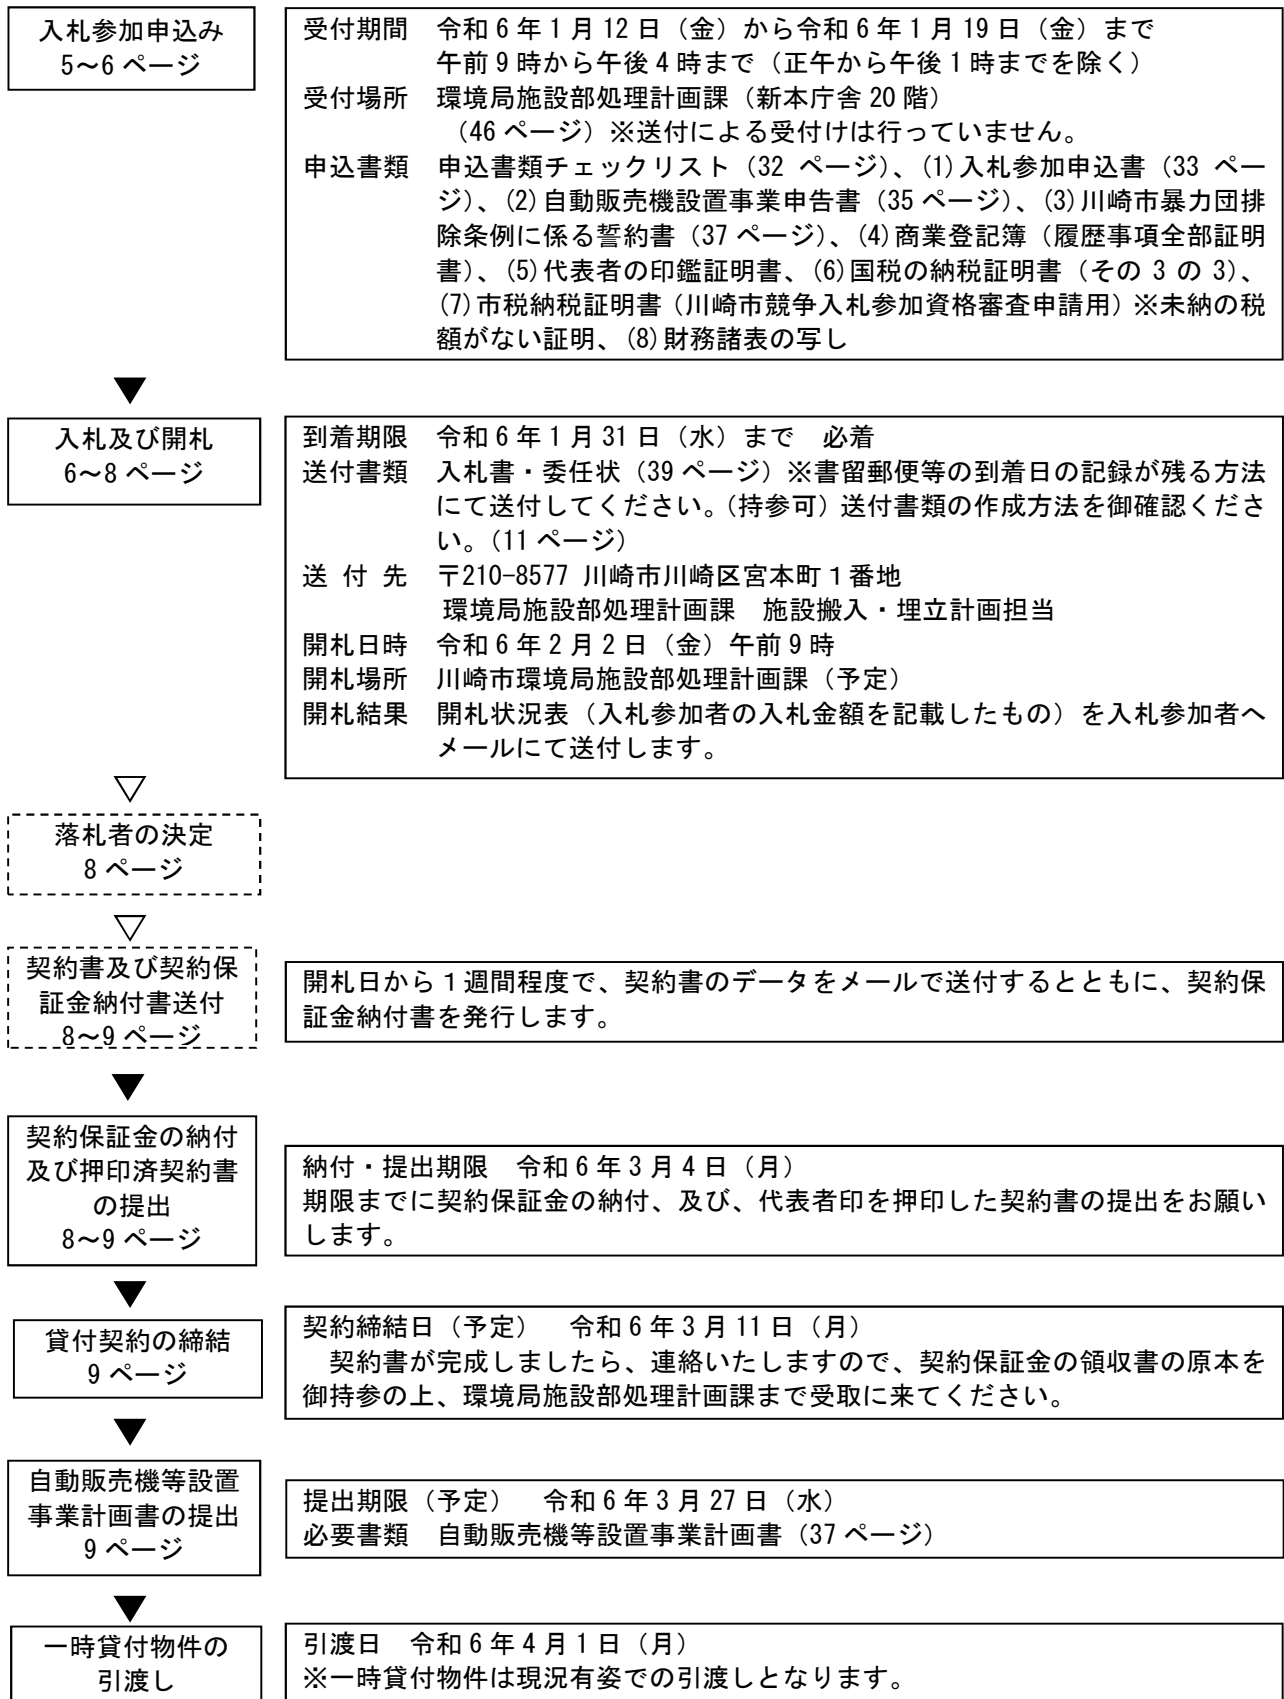 入札参加申込み
5～6 ページ
受付期間　令和 6 年 1 月 12 日（金）から令和 6 年 1 月 19 日（金）まで
午前 9 時から午後 4 時まで（正午から午後 1 時までを除く）
受付場所　環境局施設部処理計画課（新本庁舎 20 階）
（46 ページ）※送付による受付けは行っていません。
申込書類　申込書類チェックリスト（32 ページ）、(1)入札参加申込書（33 ペー
ジ）、(2)自動販売機設置事業申告書（35 ページ）、(3)川崎市暴力団排
除条例に係る誓約書（37 ページ）、(4)商業登記簿（履歴事項全部証明
書）、(5)代表者の印鑑証明書、(6)国税の納税証明書（その 3 の 3）、
(7)市税納税証明書（川崎市競争入札参加資格審査申請用）※未納の税
額がない証明、(8)財務諸表の写し
▼
入札及び開札
6～8 ページ
到着期限　令和 6 年 1 月 31 日（水）まで　必着
送付書類　入札書・委任状（39 ページ）※書留郵便等の到着日の記録が残る方法
にて送付してください。（持参可）送付書類の作成方法を御確認くださ
い。（11 ページ）
送 付 先　〒210-8577 川崎市川崎区宮本町１番地
環境局施設部処理計画課　施設搬入・埋立計画担当
開札日時　令和 6 年 2 月 2 日（金）午前 9 時
開札場所　川崎市環境局施設部処理計画課（予定）
開札結果　開札状況表（入札参加者の入札金額を記載したもの）を入札参加者へ
メールにて送付します。
▽
落札者の決定
8 ページ
▽
契約書及び契約保
証金納付書送付
8～9 ページ
開札日から１週間程度で、契約書のデータをメールで送付するとともに、契約保
証金納付書を発行します。
▼
契約保証金の納付
及び押印済契約書
の提出
8～9 ページ
納付・提出期限　令和 6 年 3 月 4 日（月）
期限までに契約保証金の納付、及び、代表者印を押印した契約書の提出をお願い
します。
▼
貸付契約の締結
9 ページ
契約締結日（予定）　令和 6 年 3 月 11 日（月）
契約書が完成しましたら、連絡いたしますので、契約保証金の領収書の原本を
御持参の上、環境局施設部処理計画課まで受取に来てください。
▼
自動販売機等設置
事業計画書の提出
9 ページ
提出期限（予定）　令和 6 年 3 月 27 日（水）
必要書類　自動販売機等設置事業計画書（37 ページ）
▼
一時貸付物件の
引渡し
引渡日　令和 6 年 4 月 1 日（月）
※一時貸付物件は現況有姿での引渡しとなります。